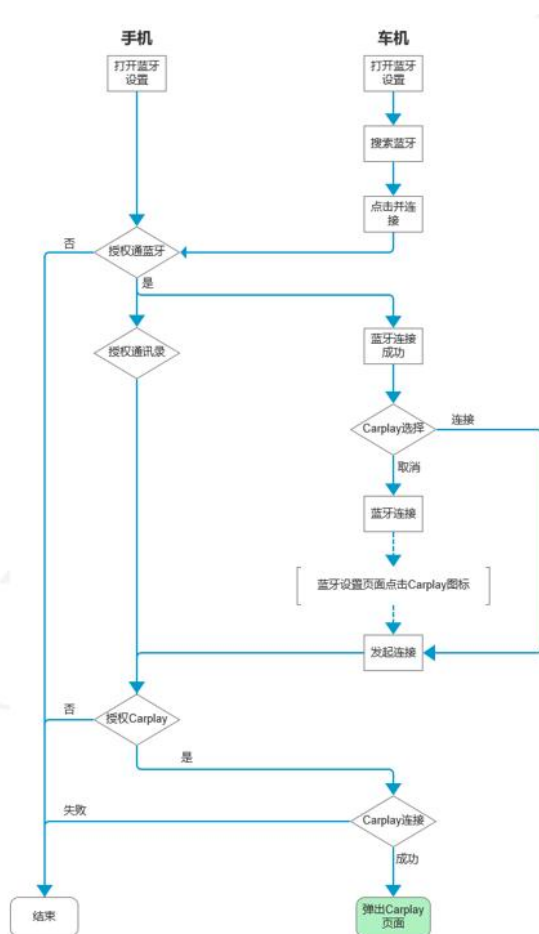 手机
车机
打开蓝牙
设置
打开蓝牙
设置
搜索蓝牙
点击并连
接
否
授权通蓝牙
是
授权通讯录
蓝牙连接
成功
Carplay选择
连接
取消
蓝牙连接
蓝牙设置页面点击Carplay图标
发起连接
否
授权Carplay
是
失败
Carplay连接
成功
结束
弹出Carplay
页面